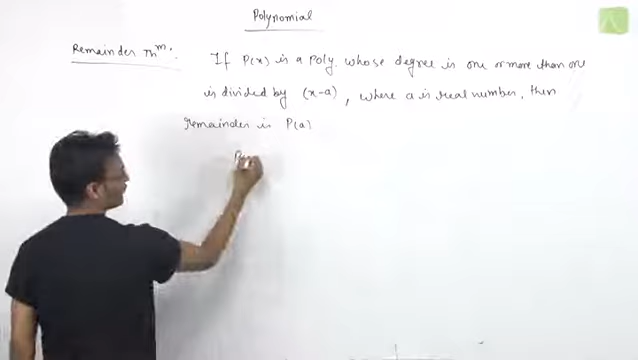 Polynomial
Remainder Thm. If P(x) is a poly. whose degree is one or more than one
is divided by (x-a), where a is real number, then
remainder is P(a)